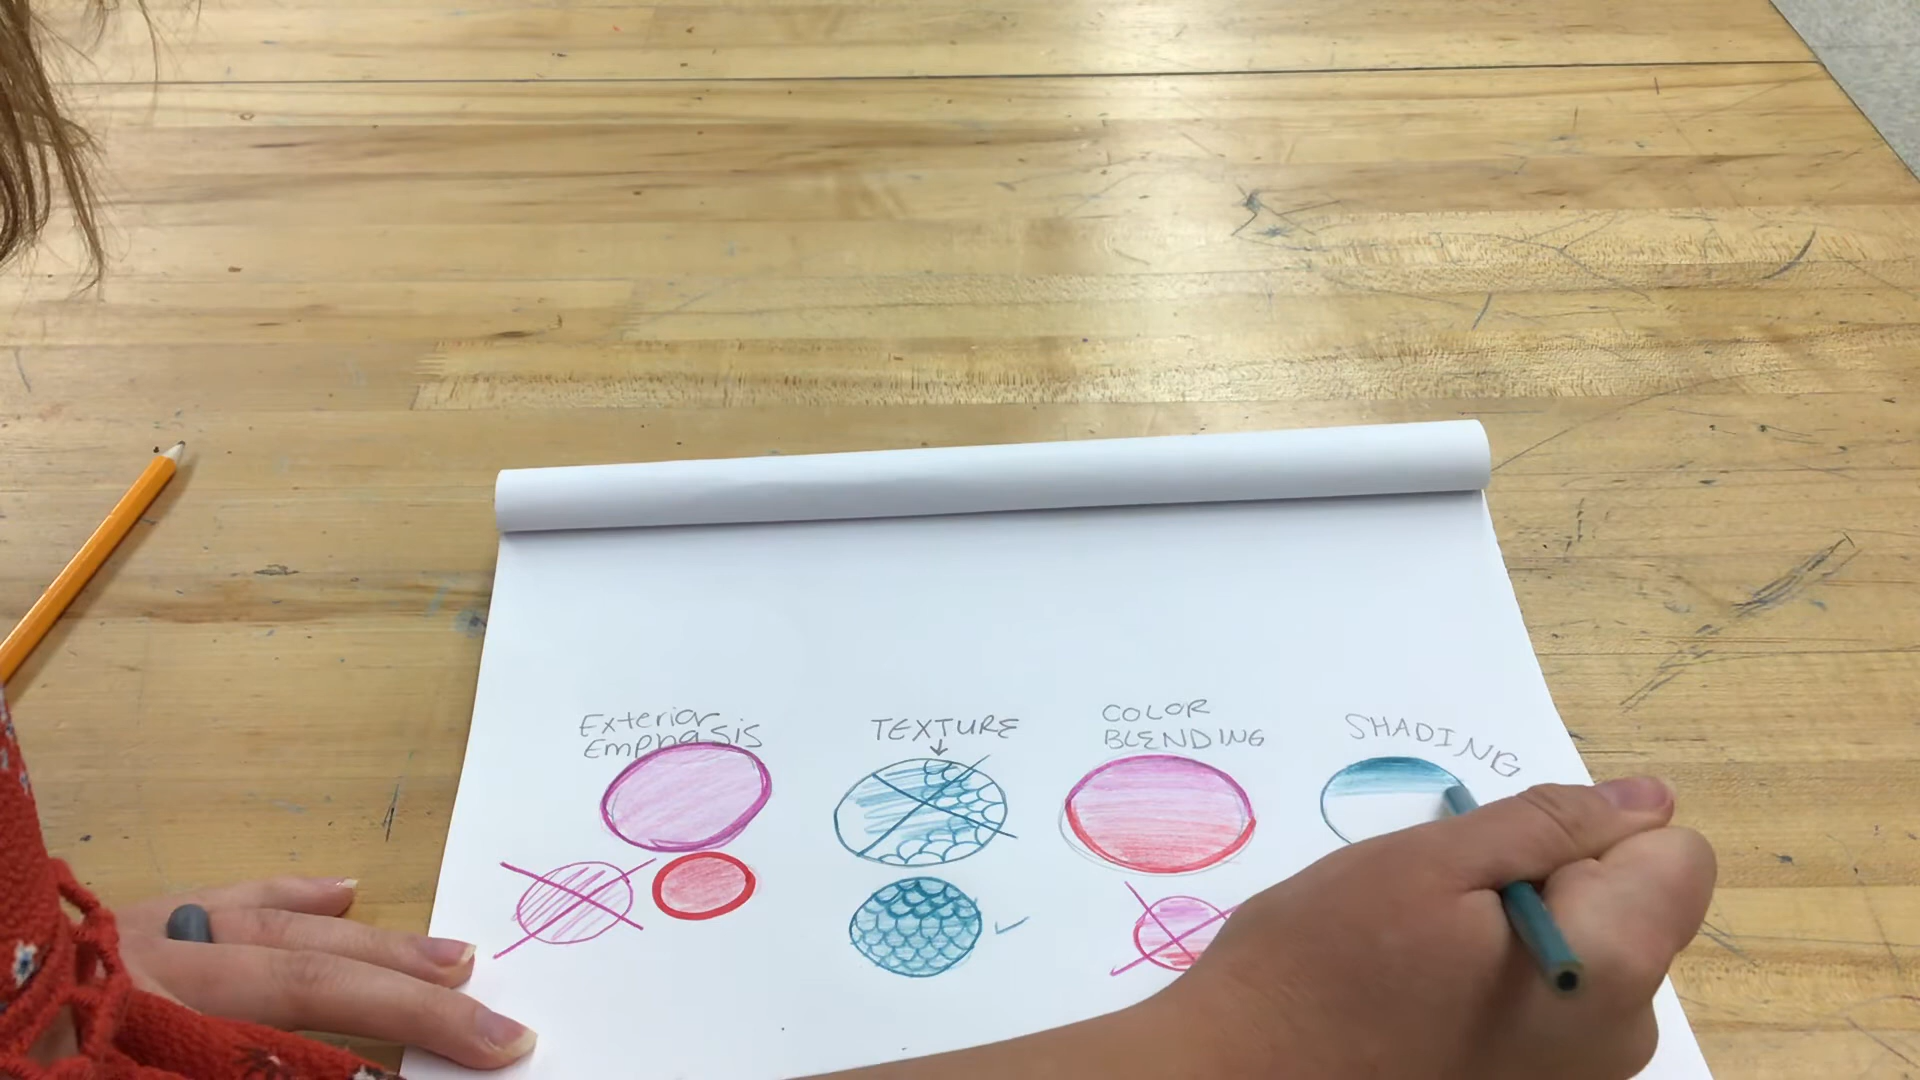 Exterior
Emphasis
TEXTURE
COLOR
BLENDING
SHADING